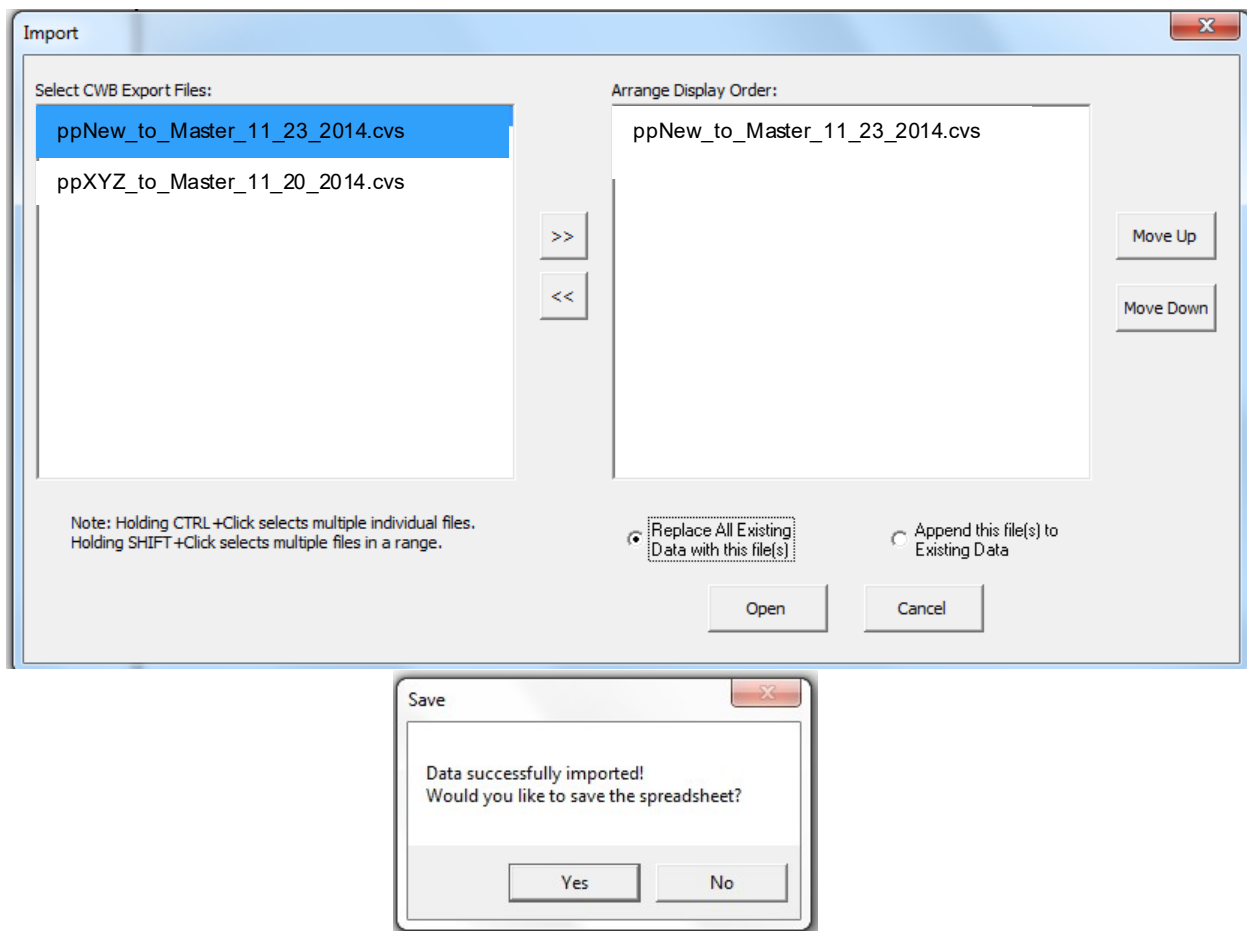 Import
Select CWB Export Files:
Arrange Display Order:
ppNew_to_Master_11_23_2014.cvs
ppXYZ_to_Master_11_20_2014.cvs
ppNew_to_Master_11_23_2014.cvs
>>
<<
Move Up
Move Down
Note: Holding CTRL+Click selects multiple individual files.
Holding SHIFT+Click selects multiple files in a range.
Replace All Existing
Data with this file(s)
Append this file(s) to
Existing Data
Open
Cancel
Save
Data successfully imported!
Would you like to save the spreadsheet?
Yes
No